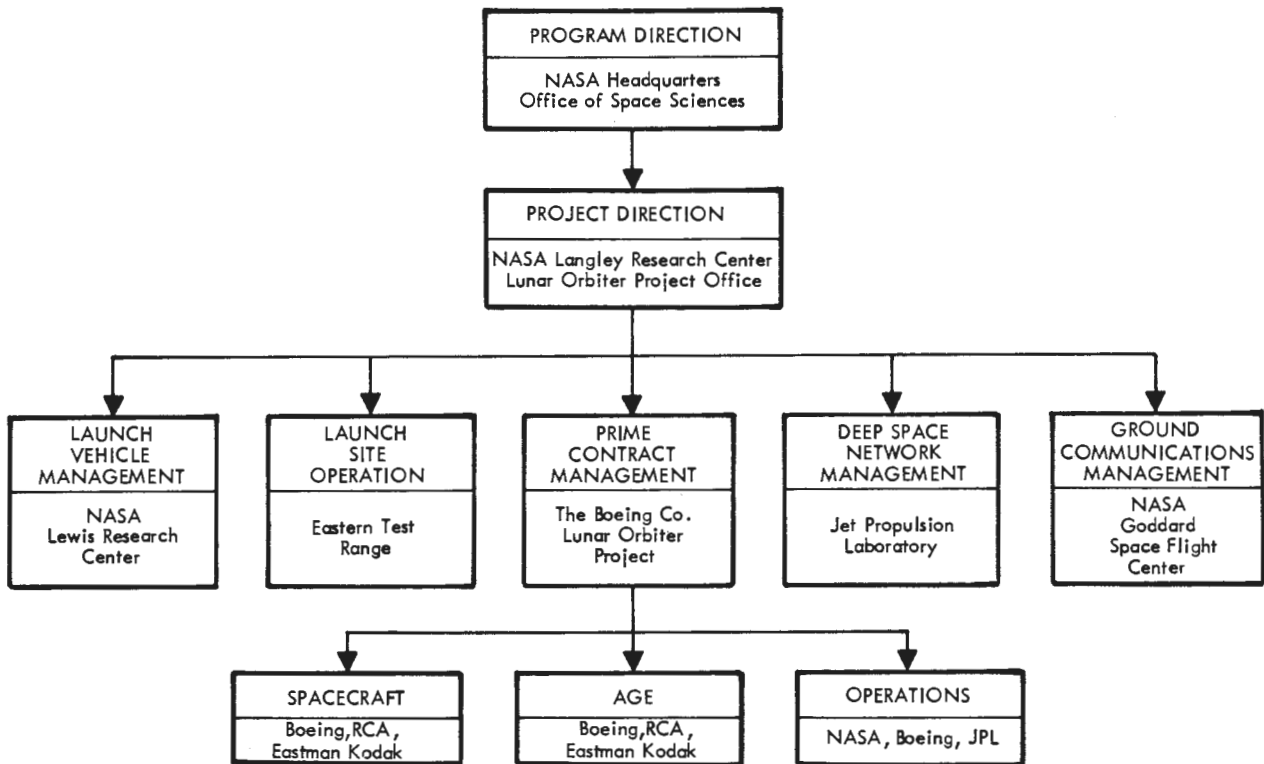 PROGRAM DIRECTION
NASA Headquarters
Office of Space Sciences
PROJECT DIRECTION
NASA Langley Research Center
Lunar Orbiter Project Office
LAUNCH
VEHICLE
MANAGEMENT
NASA
Lewis Research
Center
LAUNCH
SITE
OPERATION
Eastern Test
Range
PRIME
CONTRACT
MANAGEMENT
The Boeing Co.
Lunar Orbiter
Project
DEEP SPACE
NETWORK
MANAGEMENT
Jet Propulsion
Laboratory
GROUND
COMMUNICATIONS
MANAGEMENT
NASA
Goddard
Space Flight
Center
SPACECRAFT
Boeing,RCA,
Eastman Kodak
AGE
Boeing,RCA,
Eastman Kodak
OPERATIONS
NASA, Boeing, JPL